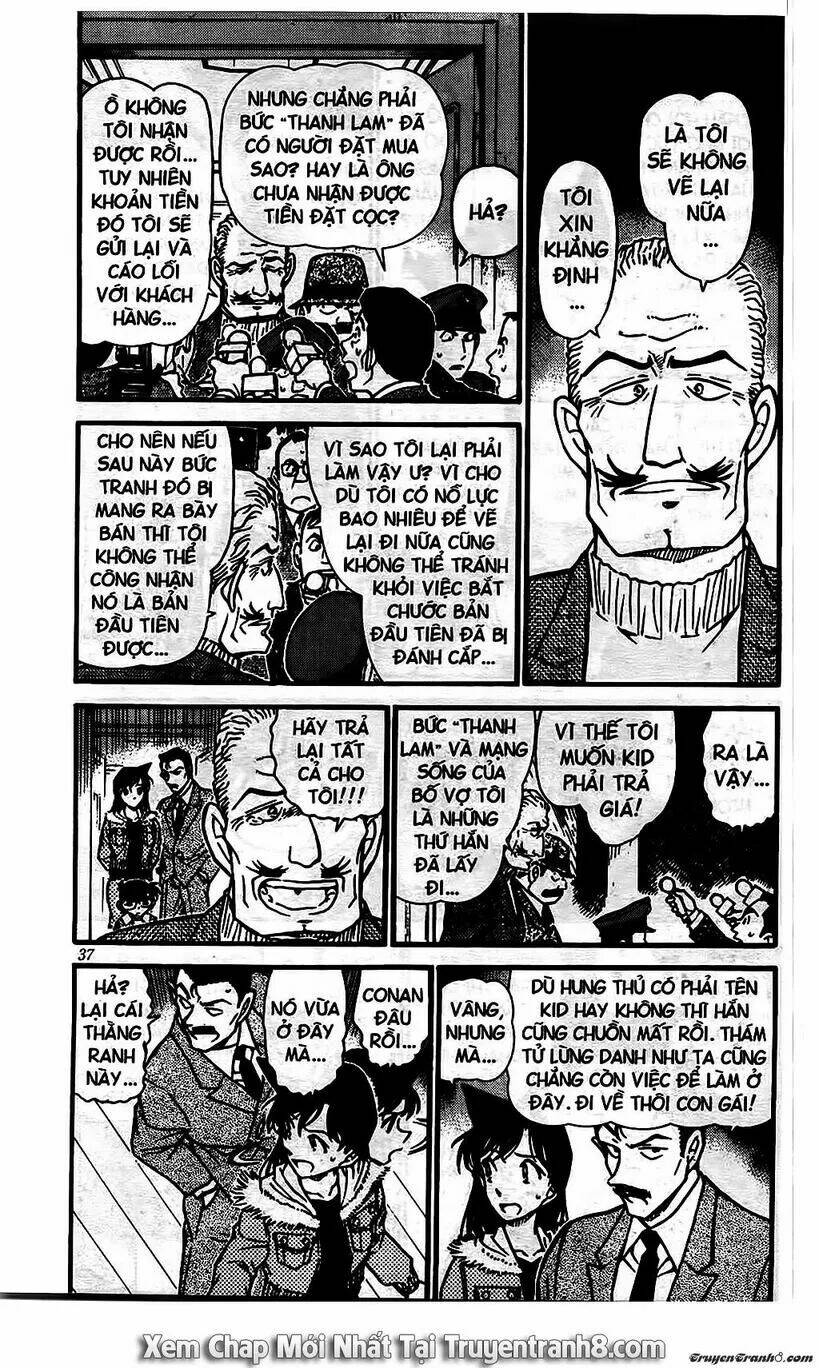 TÔI
XIN
KHẲNG
ĐỊNH
...
LÀ TÔI
SẼ KHÔNG
VẼ LẠI
NỮA
...
HẢ?
NHƯNG CHẲNG PHẢI
BỨC "THANH LAM" ĐÃ
CÓ NGƯỜI ĐẶT MUA
SAO? HAY LÀ ÔNG
CHƯA NHẬN ĐƯỢC
TIỀN ĐẶT CỌC?
Ồ KHÔNG
TÔI NHẬN
ĐƯỢC RỒI...
TUY NHIÊN
KHOẢN TIỀN
ĐÓ TÔI SẼ
GỬI LẠI VÀ
CÁO LỖI
VỚI KHÁCH
HÀNG...
VÌ SAO TÔI LẠI PHẢI
LÀM VẬY Ư? VÌ CHO
DÙ TÔI CÓ NỔ LỰC
BAO NHIÊU ĐỂ VẼ
LẠI ĐI NỮA CŨNG
KHÔNG THỂ TRÁNH
KHỎI VIỆC BẮT
CHƯỚC BẢN
ĐẦU TIÊN ĐÃ BỊ
ĐÁNH CẮP...
CHO NÊN NẾU
SAU NÀY BỨC
TRANH ĐÓ BỊ
MANG RA BÀY
BÁN THÌ TÔI
KHÔNG THỂ
CÔNG NHẬN
NÓ LÀ BẢN
ĐẦU TIÊN
ĐƯỢC...
RA LÀ
VẬY...
VÌ THẾ TÔI
MUỐN KID
PHẢI TRẢ
GIÁ!
BỨC "THANH
LAM" VÀ MẠNG
SỐNG CỦA
BỐ VỢ TÔI
LÀ NHỮNG
THỨ HẮN
ĐÃ LẤY
ĐI...
HÃY TRẢ
LẠI TẤT
CẢ CHO
TÔI!!!
37
DÙ HUNG THỦ CÓ PHẢI TÊN
KID HAY KHÔNG THÌ HẮN
CŨNG CHUỒN MẤT RỒI. THÁM
TỬ LỪNG DANH NHƯ TA CŨNG
CHẲNG CÒN VIỆC ĐỂ LÀM Ở
ĐÂY. ĐI VỀ THÔI CON GÁI!
VÂNG,
NHƯNG
MÀ...
CONAN
ĐÂU
RỒI...
NÓ VỪA
Ở ĐÂY
MÀ...
HẢ?
LẠI CÁI
THẰNG
RANH
NÀY...
Xem Chap Mới Nhất Tại Truyentranh8.com
TruyenTranh8.com